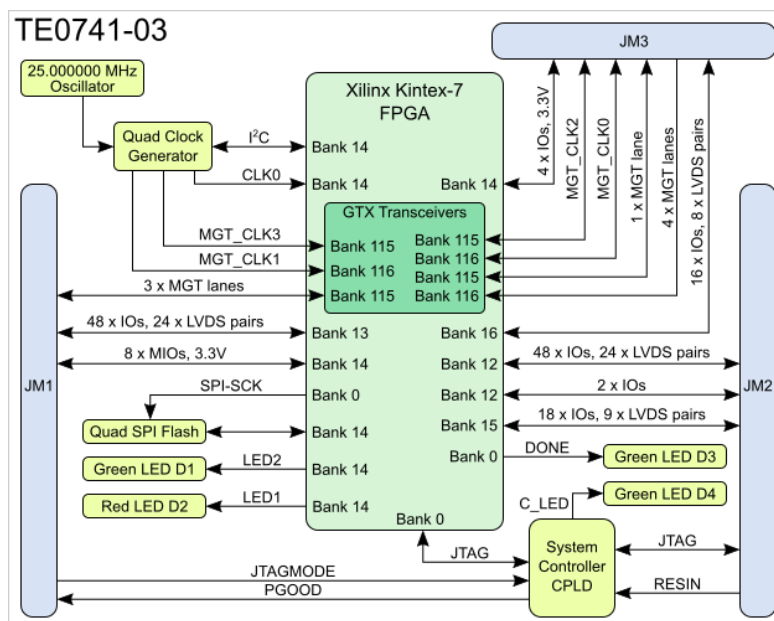 TE0741-03
JM3
25.000000 MHz
Oscillator
Xilinx Kintex-7
FPGA
Quad Clock
Generator
I²C
Bank 14
CLK0
Bank 14
Bank 14
4 x IOs, 3.3V
MGT_CLK2
MGT_CLK0
1 x MGT lane
4 x MGT lanes
16 x IOs, 8 x LVDS pairs
GTX Transceivers
MGT_CLK3
Bank 115
Bank 115
Bank 116
MGT_CLK1
Bank 116
Bank 115
3 x MGT lanes
Bank 115
Bank 116
48 x IOs, 24 x LVDS pairs
Bank 13
Bank 16
8 x MIOs, 3.3V
Bank 14
Bank 12
48 x IOs, 24 x LVDS pairs
JM1
JM2
SPI-SCK
Bank 0
Bank 12
2 x IOs
Quad SPI Flash
Bank 14
Bank 15
18 x IOs, 9 x LVDS pairs
Green LED D1
LED2
Bank 14
Bank 0
DONE
Green LED D3
Red LED D2
LED1
Bank 14
C_LED
Green LED D4
Bank 0
JTAG
System
Controller
CPLD
JTAG
JTAGMODE
PGOOD
RESIN